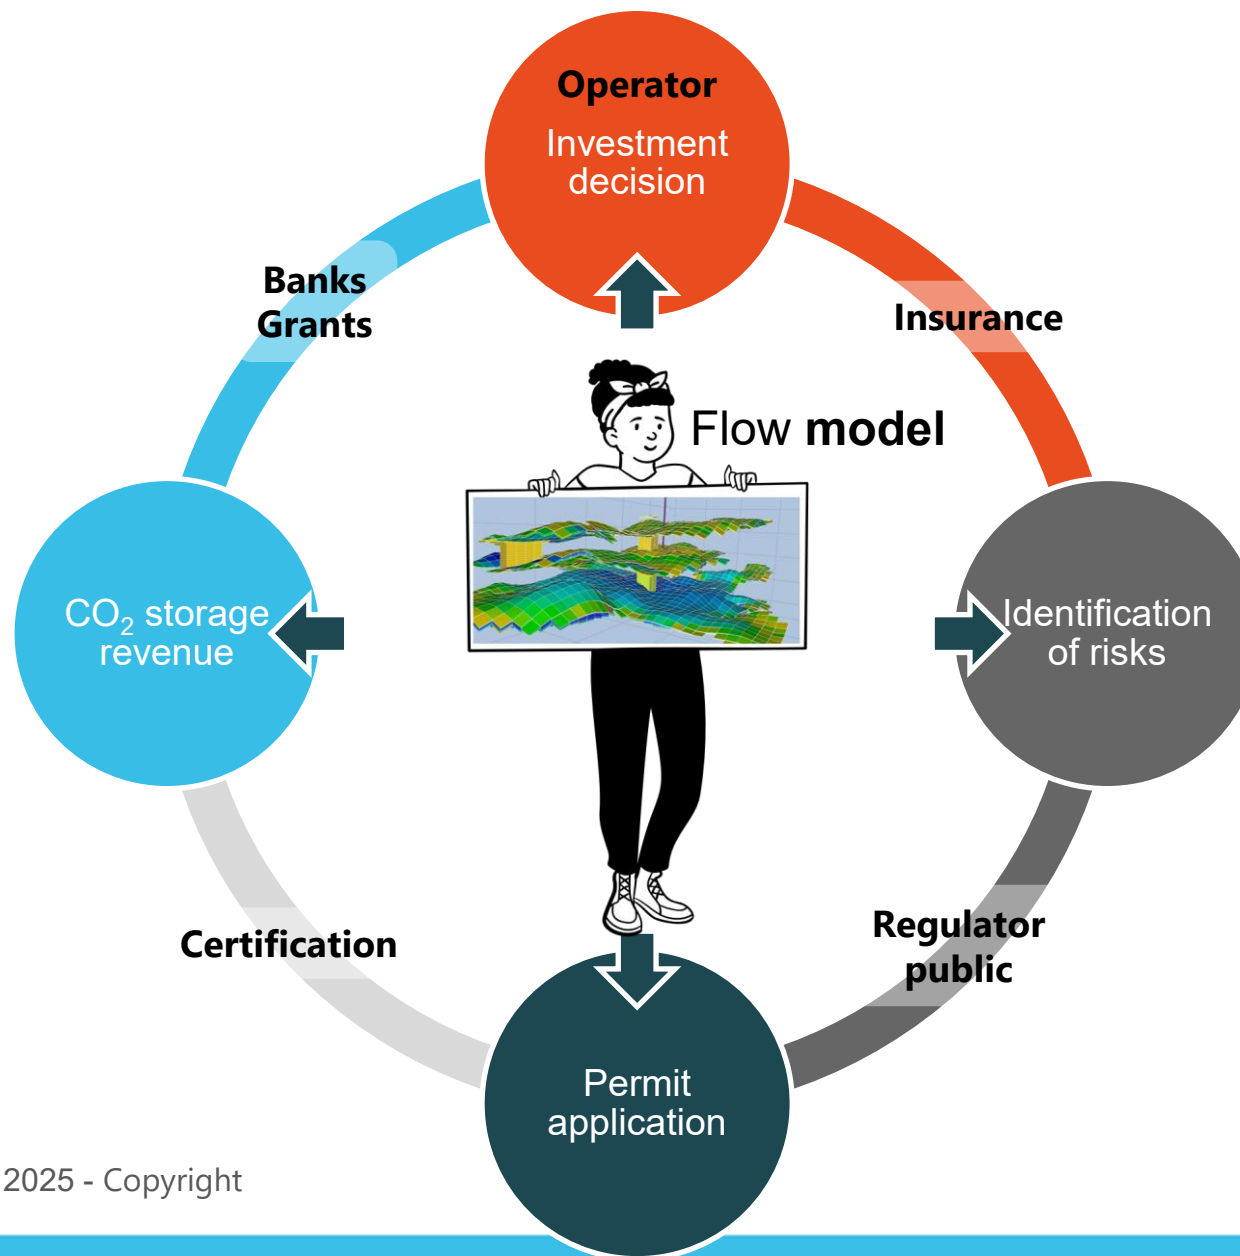 Operator
Investment
decision
Banks
Grants
Insurance
Flow model
CO₂ storage
revenue
Identification
of risks
Certification
Regulator
public
Permit
application
2025 - Copyright